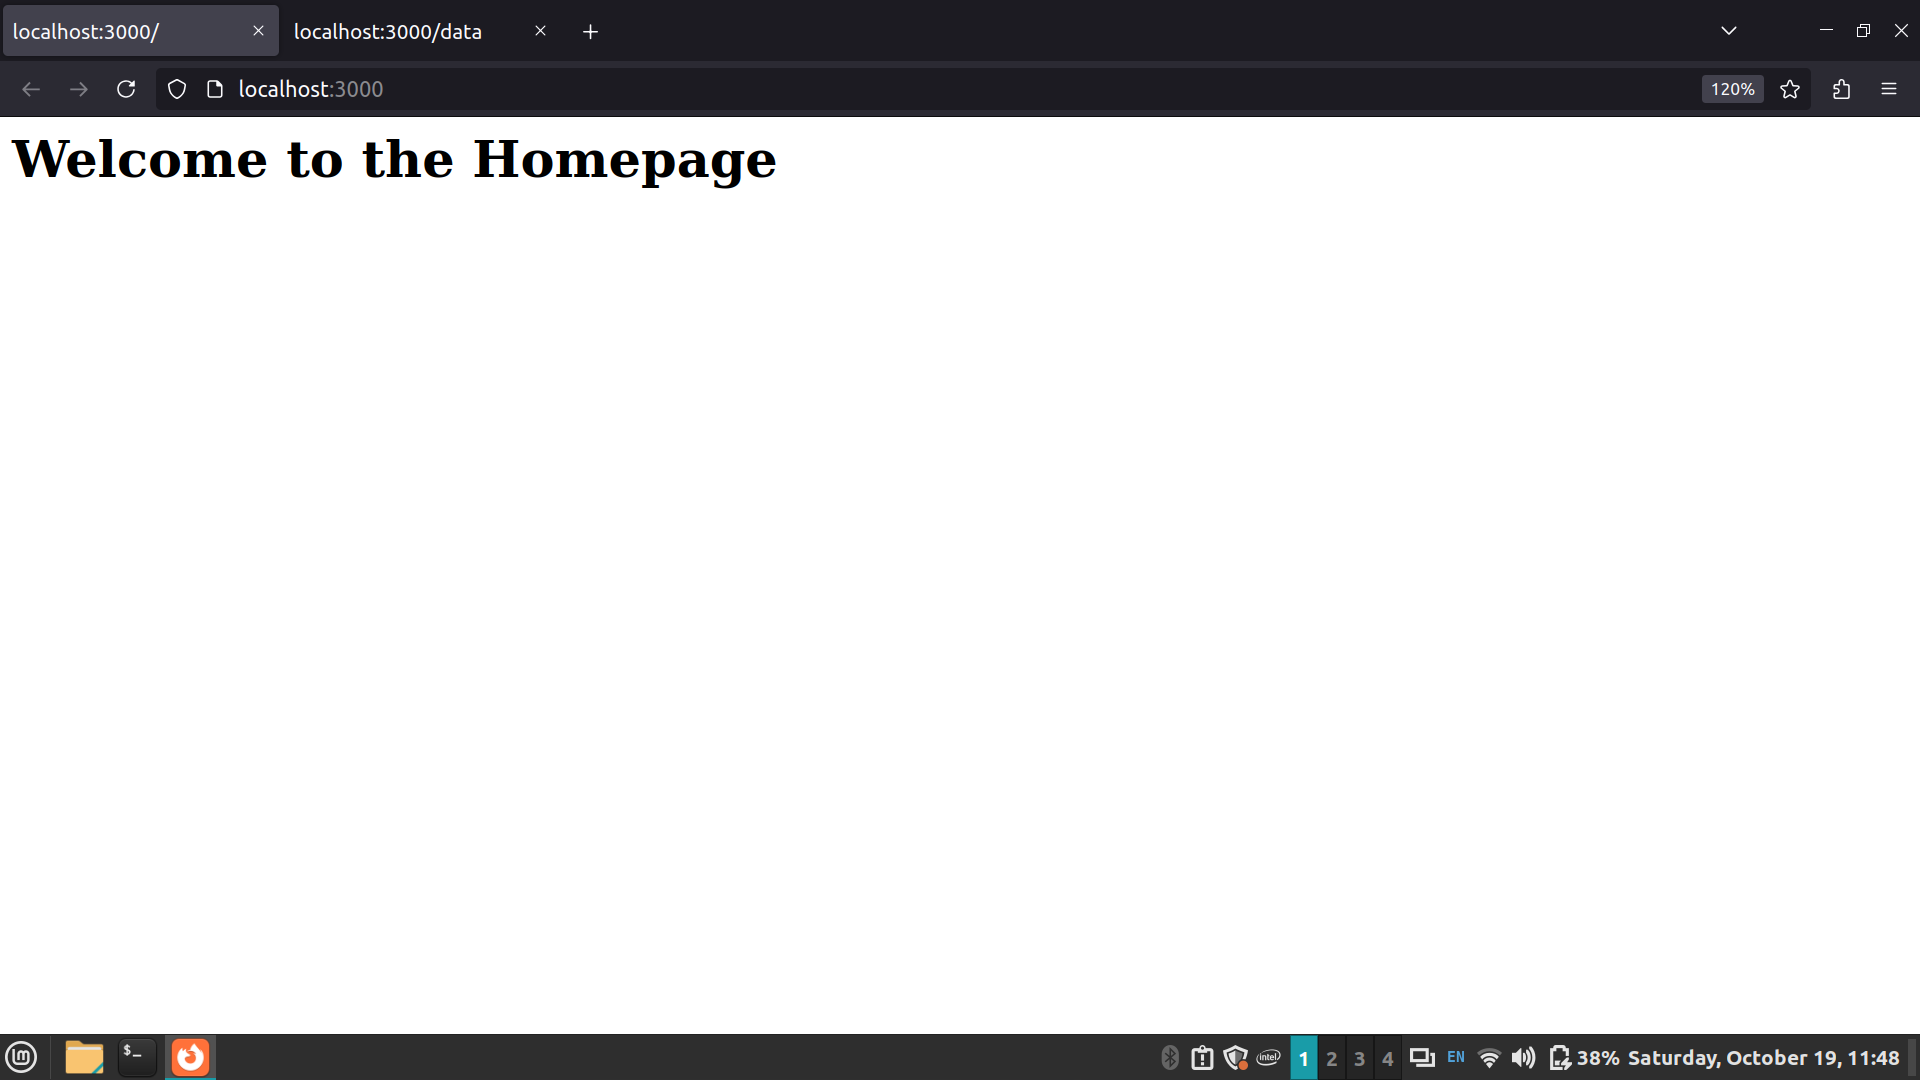 localhost:3000/
localhost:3000/data
localhost:3000
120%
Welcome to the Homepage
$_
intel
1 2 3 4
EN
38%
Saturday, October 19, 11:48